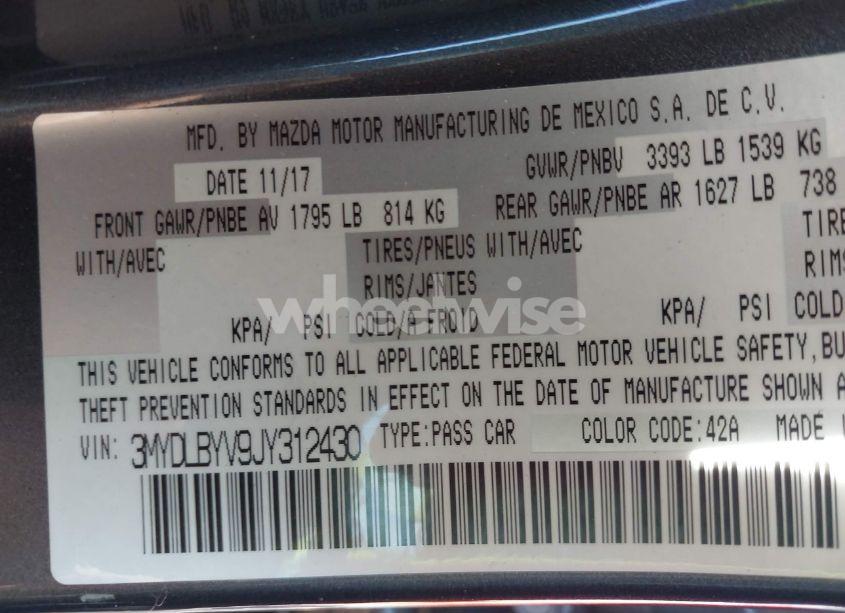 MFD. BY MAZDA MOTOR MANUFACTURING DE MEXICO S.A. DE C.V.
DATE 11/17 GVWR/PNBV 3393 LB 1539 KG
FRONT GAWR/PNBE AV 1795 LB 814 KG REAR GAWR/PNBE AR 1627 LB 738
WITH/AVEC TIRES/PNEUS WITH/AVEC TIRE
RIMS/JANTES RIMS
KPA/ PSI COLD/A FROID KPA/ PSI COLD
wheelwise
THIS VEHICLE CONFORMS TO ALL APPLICABLE FEDERAL MOTOR VEHICLE SAFETY, BU
THEFT PREVENTION STANDARDS IN EFFECT ON THE DATE OF MANUFACTURE SHOWN A
VIN: 3MYDLBYV9JY312430 TYPE:PASS CAR COLOR CODE:42A MADE